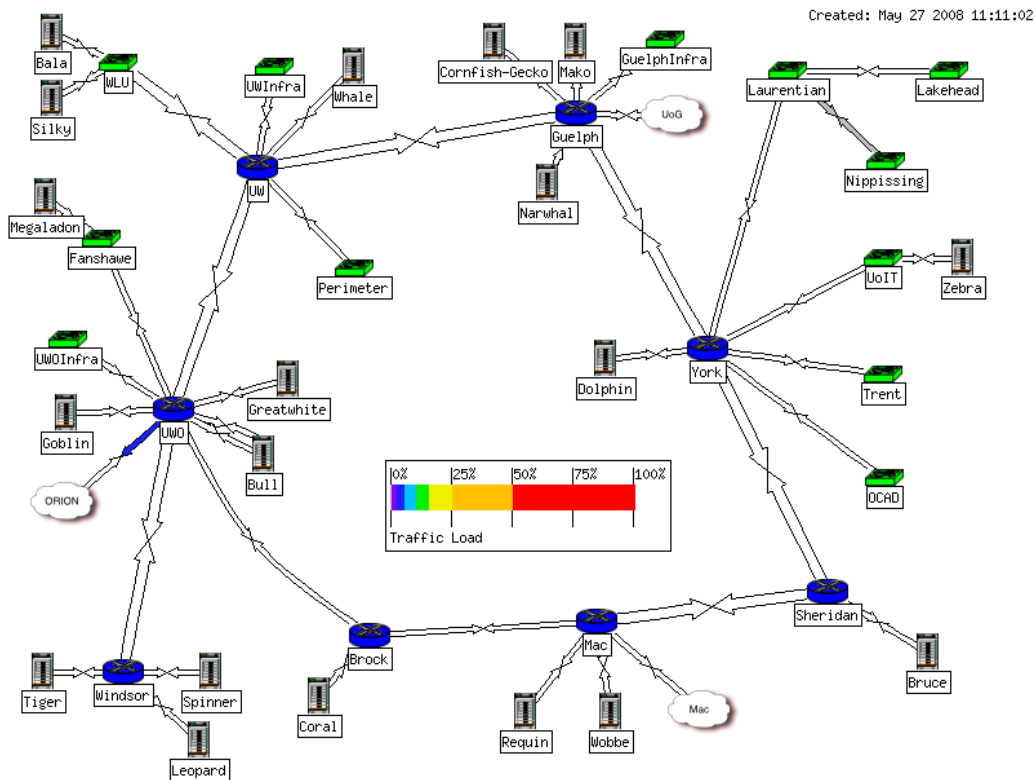 Created: May 27 2008 11:11:02
Bala
WLU
UWInfra
Whale
Cornfish-Gecko
Mako
GuelphInfra
Laurentian
Lakehead
Silky
UoG
Guelph
UW
Nippissing
Narwhal
Megaladon
Fanshawe
Perimeter
UoIT
Zebra
UWOInfra
Dolphin
York
Trent
Greatwhite
Goblin
UWO
Bull
ORION
OCAD
0%
25%
50%
75%
100%
Traffic Load
Sheridan
Mac
Brock
Bruce
Tiger
Windsor
Spinner
Coral
Mac
Requin
Wobbe
Leopard